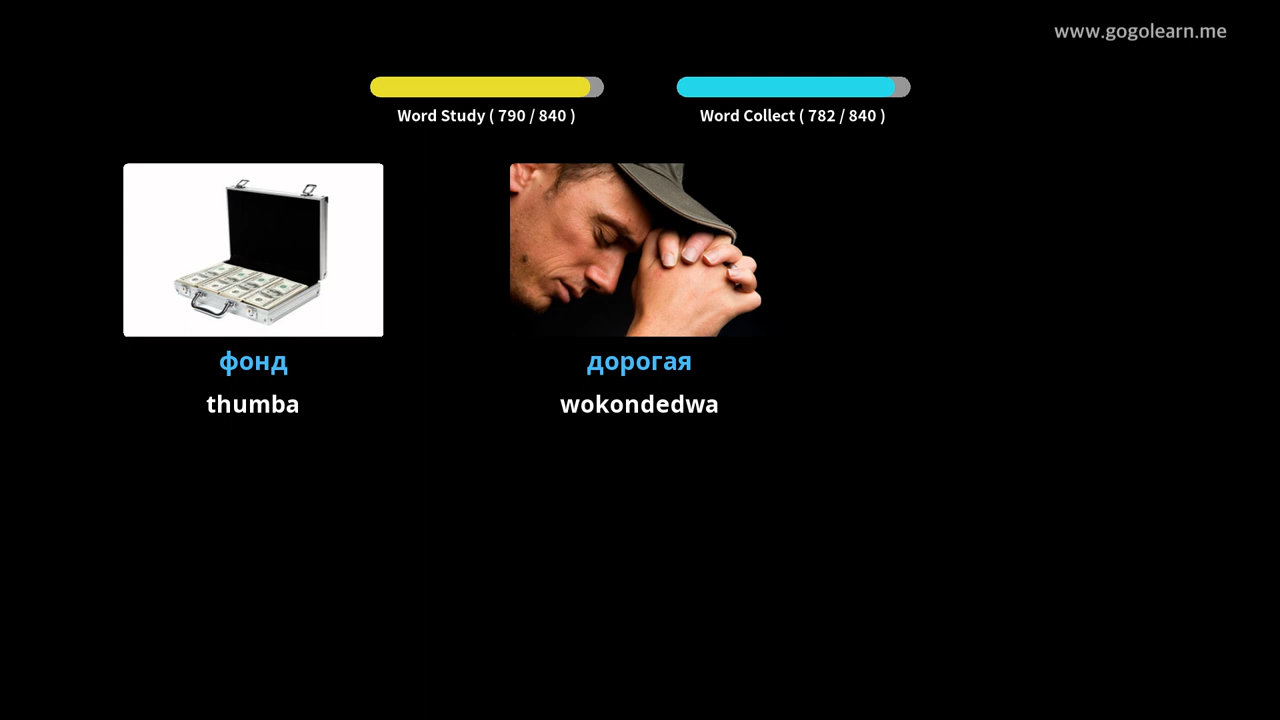 www.gogolearn.me
Word Study ( 790 / 840 )
Word Collect ( 782 / 840 )
фонд
дорогая
thumba
wokondedwa